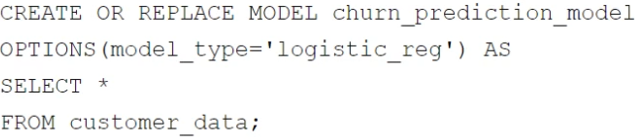 CREATE OR REPLACE MODEL churn_prediction_model
OPTIONS(model_type='logistic_reg') AS
SELECT *
FROM customer_data;